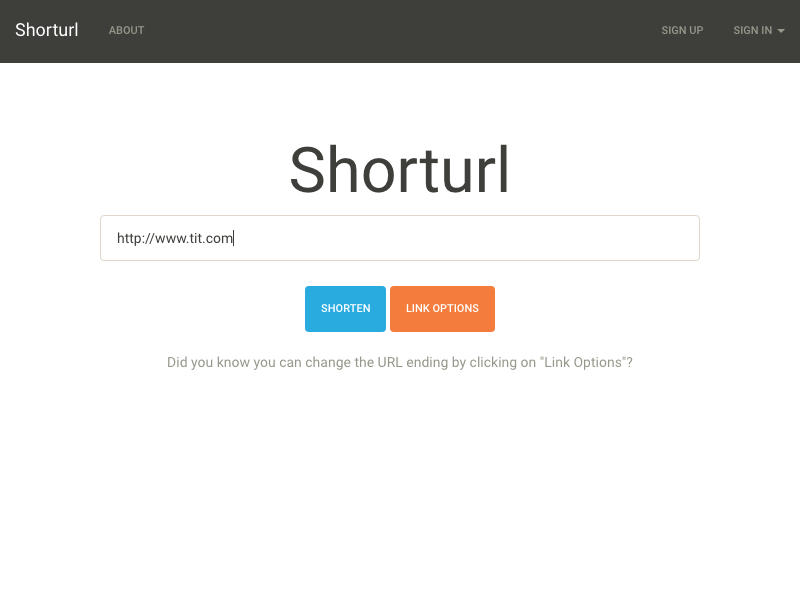 Shorturl ABOUT SIGN UP SIGN IN
Shorturl
http://www.tit.com
SHORTEN LINK OPTIONS
Did you know you can change the URL ending by clicking on "Link Options"?